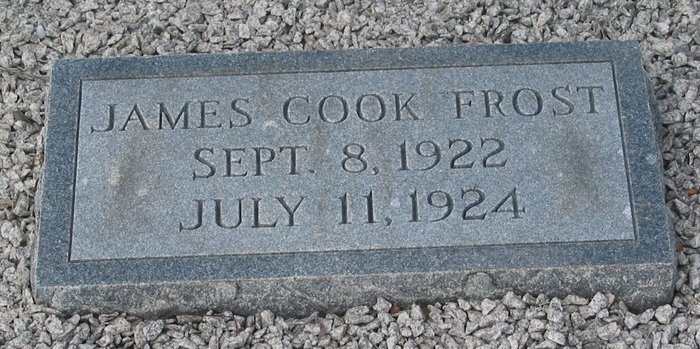 JAMES COOK FROST
SEPT. 8, 1922
JULY 11, 1924